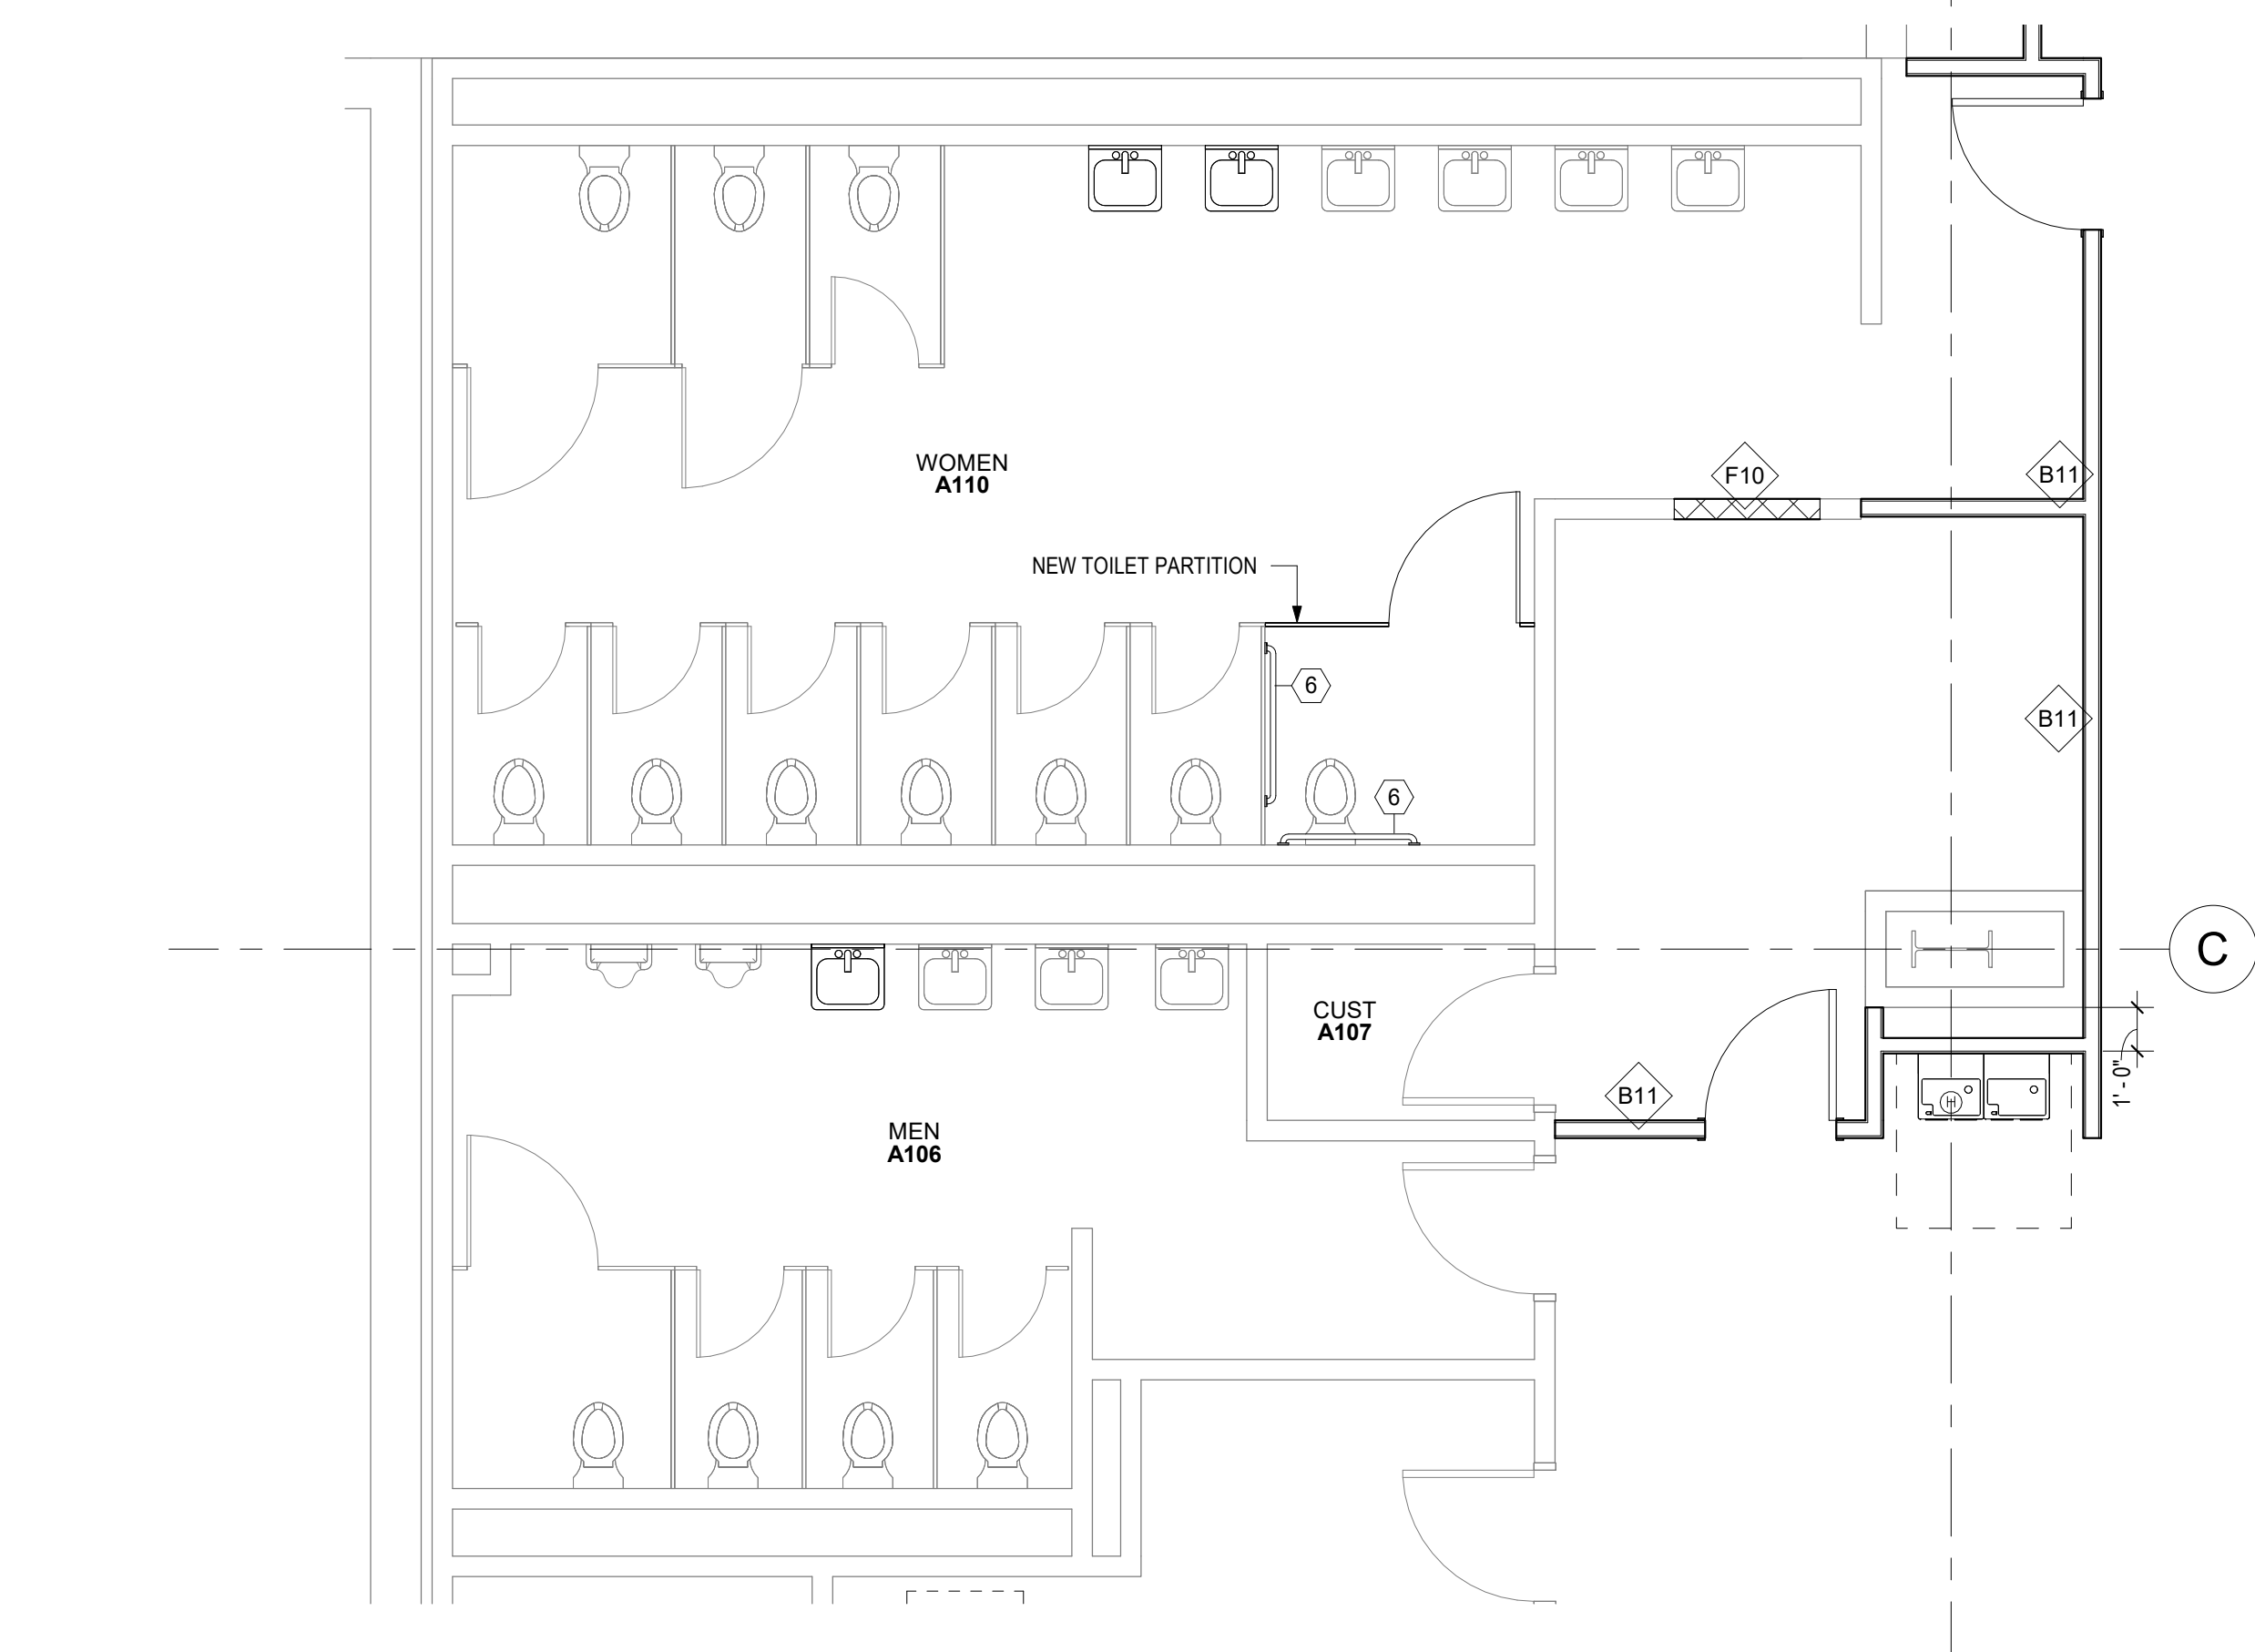 WOMEN
A110
F10
B11
NEW TOILET PARTITION
6
B11
6
C
CUST
A107
1' - 0"
B11
H
MEN
A106